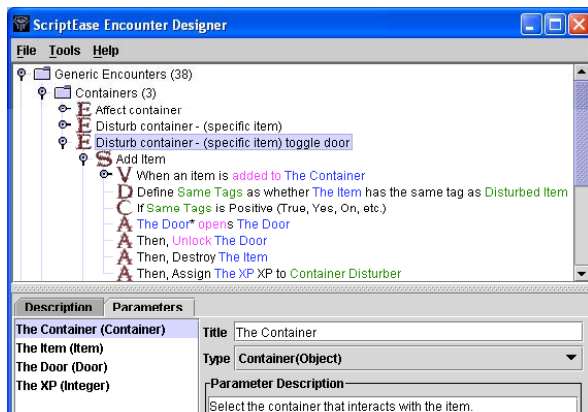 ScriptEase Encounter Designer
File Tools Help
Generic Encounters (38)
Containers (3)
E Affect container
E Disturb container - (specific item)
E Disturb container - (specific item) toggle door
S Add Item
V When an item is added to The Container
D Define Same Tags as whether The Item has the same tag as Disturbed Item
C If Same Tags is Positive (True, Yes, On, etc.)
A The Door* opens The Door
A Then, Unlock The Door
A Then, Destroy The Item
A Then, Assign The XP XP to Container Disturber
Description Parameters
The Container (Container)
The Item (Item)
The Door (Door)
The XP (Integer)
Title The Container
Type Container(Object)
Parameter Description
Select the container that interacts with the item.